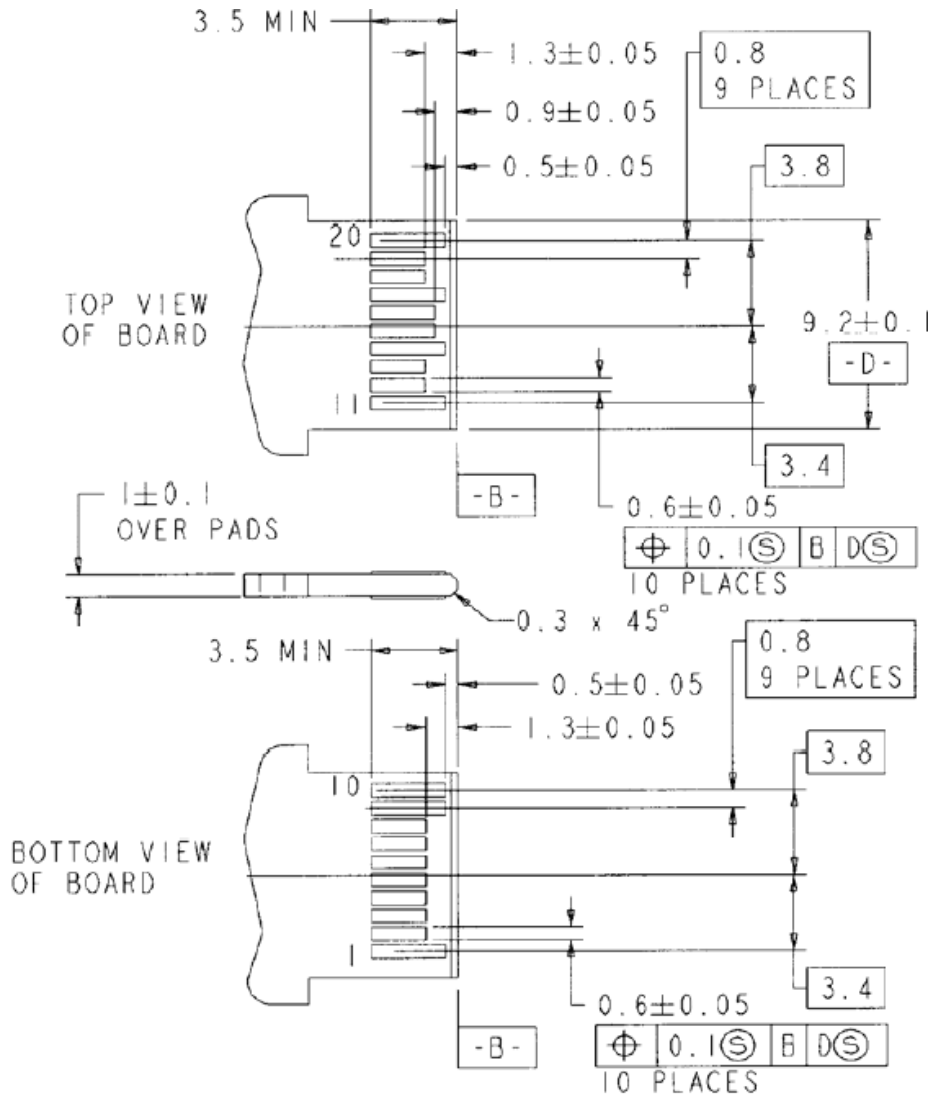 3.5 MIN
1.3±0.05
0.8
9 PLACES
0.9±0.05
0.5±0.05
3.8
20
TOP VIEW
OF BOARD
9.2±0.1
-D-
11
3.4
-B-
1±0.1
OVER PADS
0.6±0.05
⌖ 0.1Ⓢ B DⓈ
10 PLACES
0.3 x 45°
3.5 MIN
0.8
9 PLACES
0.5±0.05
1.3±0.05
3.8
10
BOTTOM VIEW
OF BOARD
1
3.4
0.6±0.05
-B-
⌖ 0.1Ⓢ B DⓈ
10 PLACES